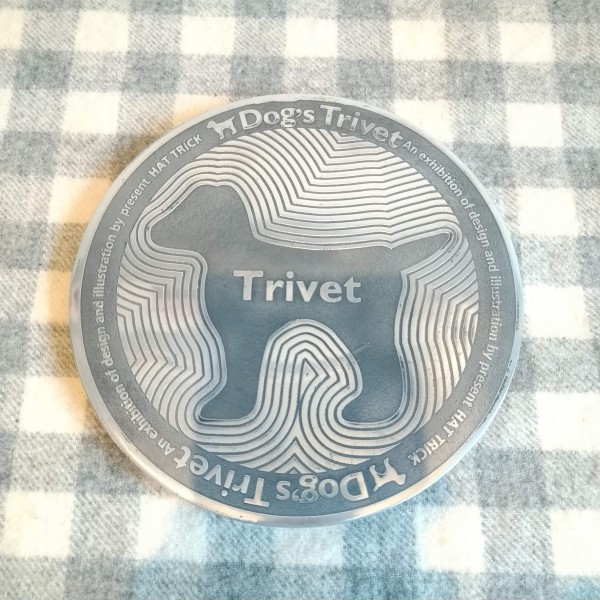 Dog's Trivet
An exhibition of design and illustration by present HAT TRICK
Dog's Trivet
An exhibition of design and illustration by present HAT TRICK
Trivet